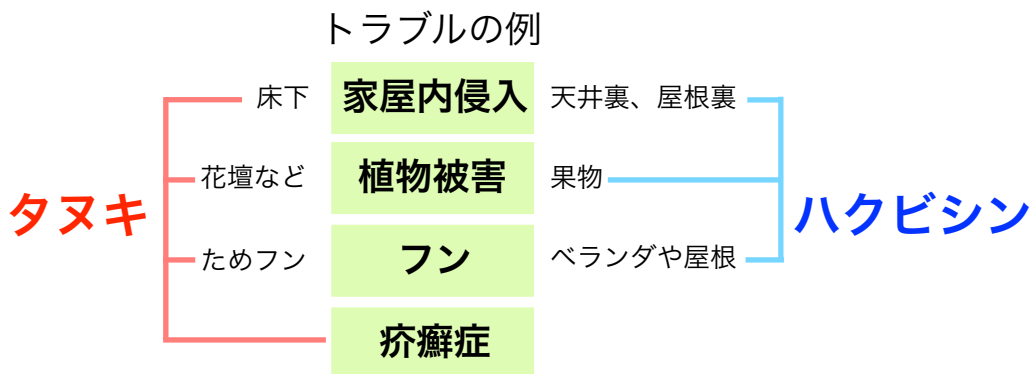 トラブルの例
床下 家屋内侵入 天井裏、屋根裏
花壇など 植物被害 果物
タヌキ ハクビシン
ためフン フン ベランダや屋根
疥癬症